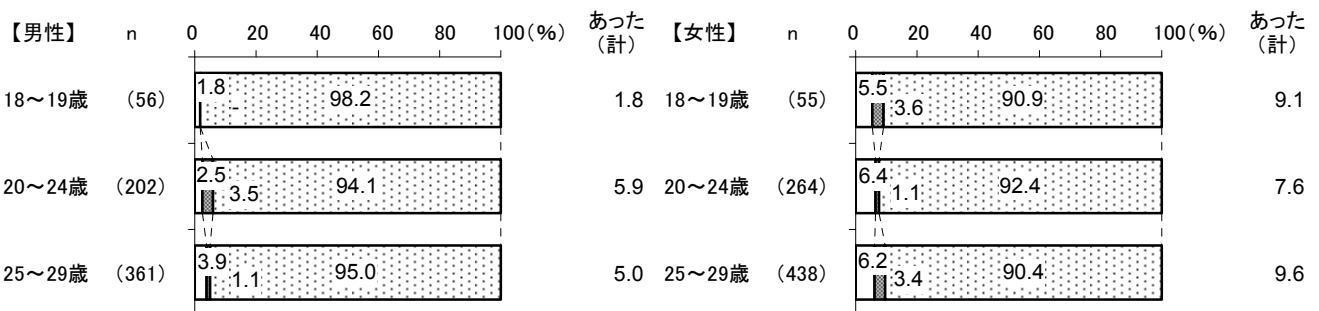 【男性】 n 0 20 40 60 80 100(%) あった(計)
18～19歳 (56) 1.8 - 98.2 1.8
20～24歳 (202) 2.5 3.5 94.1 5.9
25～29歳 (361) 3.9 1.1 95.0 5.0
【女性】 n 0 20 40 60 80 100(%) あった(計)
18～19歳 (55) 5.5 3.6 90.9 9.1
20～24歳 (264) 6.4 1.1 92.4 7.6
25～29歳 (438) 6.2 3.4 90.4 9.6